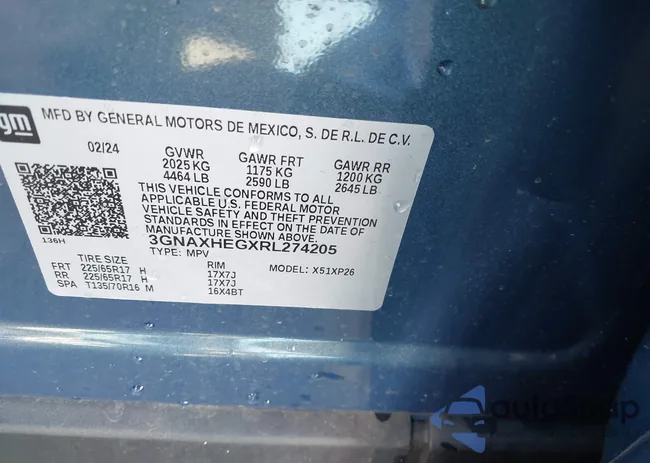 gm
MFD BY GENERAL MOTORS DE MEXICO, S. DE R.L. DE C.V.
02/24 GVWR GAWR FRT GAWR RR
2025 KG 1175 KG 1200 KG
4464 LB 2590 LB 2645 LB
THIS VEHICLE CONFORMS TO ALL
APPLICABLE U.S. FEDERAL MOTOR
VEHICLE SAFETY AND THEFT PREVENTION
STANDARDS IN EFFECT ON THE DATE OF
MANUFACTURE SHOWN ABOVE.
136H
3GNAXHEGXRL274205
TYPE: MPV
TIRE SIZE RIM MODEL: X51XP26
FRT 225/65R17 H 17X7J
RR 225/65R17 H 17X7J
SPA T135/70R16 M 16X4BT